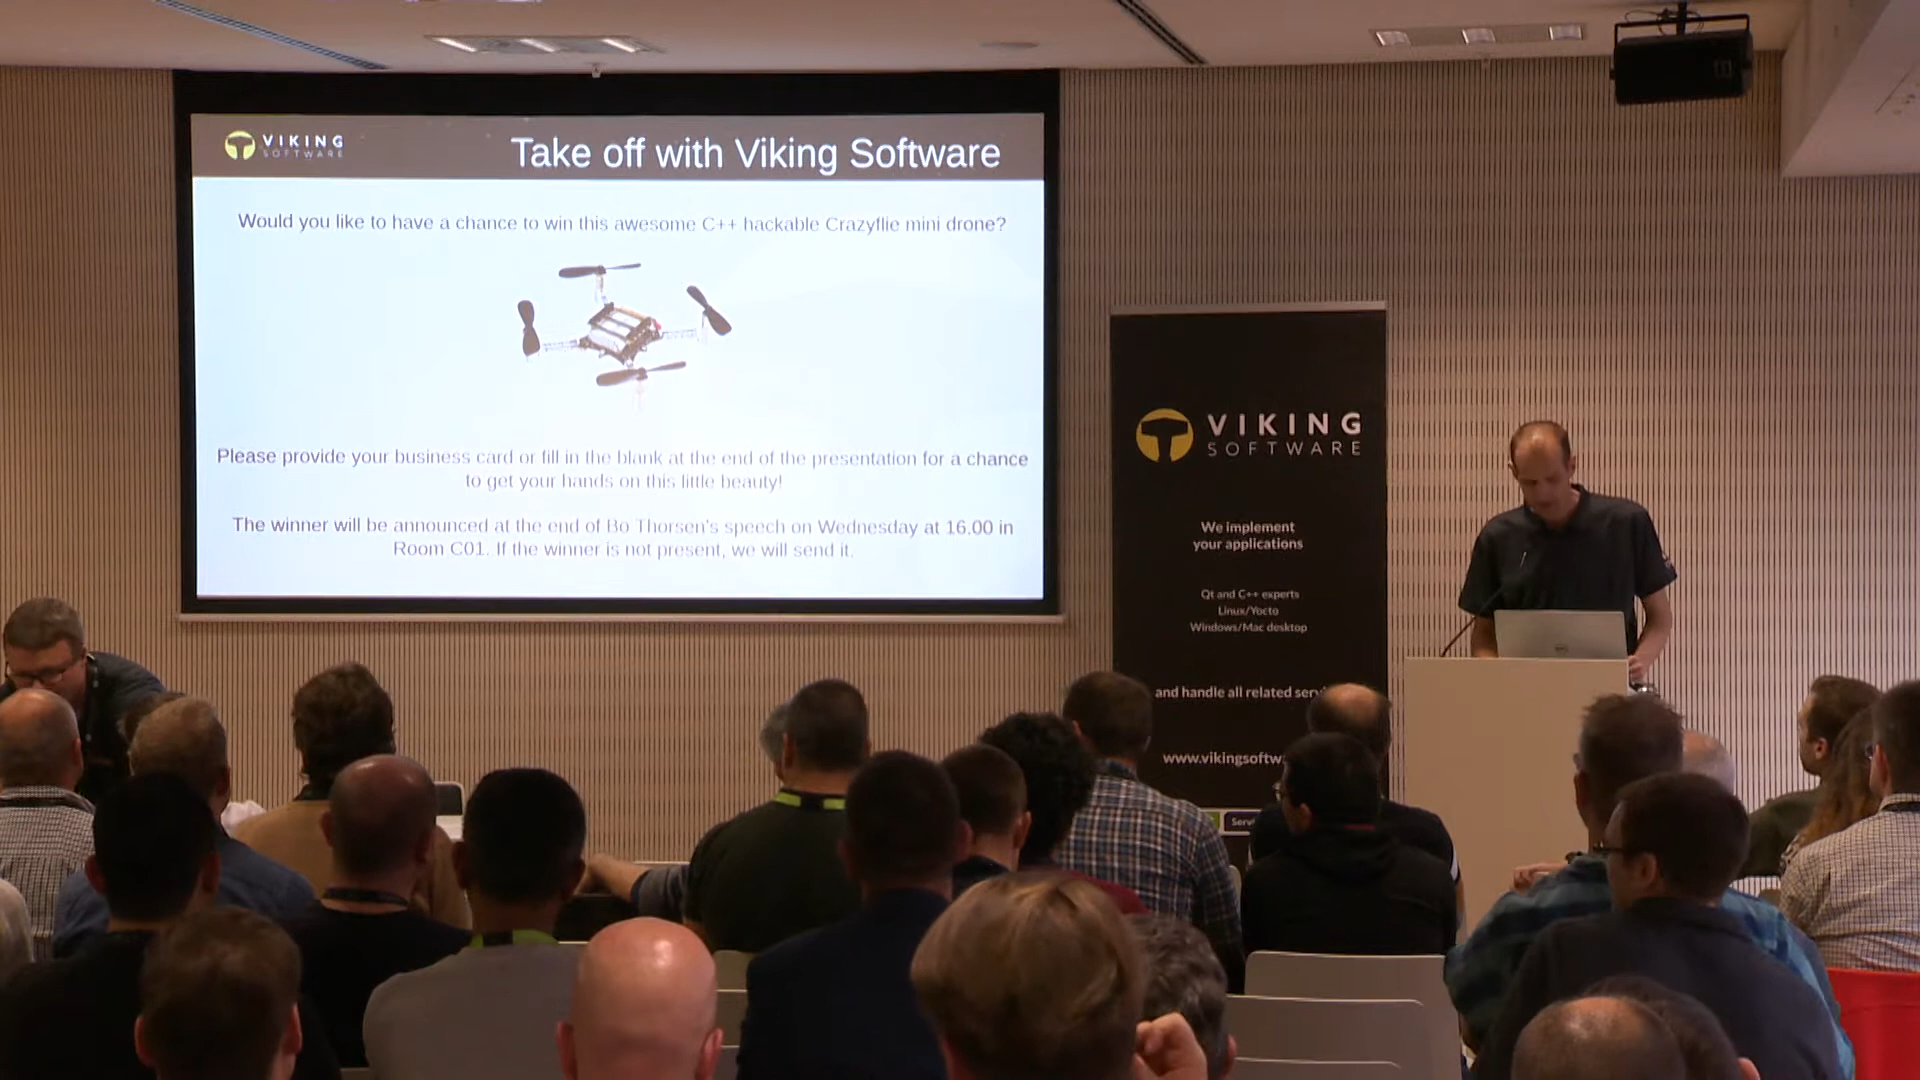 VIKING
SOFTWARE
Take off with Viking Software
Would you like to have a chance to win this awesome C++ hackable Crazyflie mini drone?
Please provide your business card or fill in the blank at the end of the presentation for a chance
to get your hands on this little beauty!
The winner will be announced at the end of Bo Thorsen's speech on Wednesday at 16.00 in
Room C01. If the winner is not present, we will send it.
VIKING
SOFTWARE
We implement
your applications
Qt and C++ experts
Linux/Yocto
Windows/Mac desktop
and handle all related